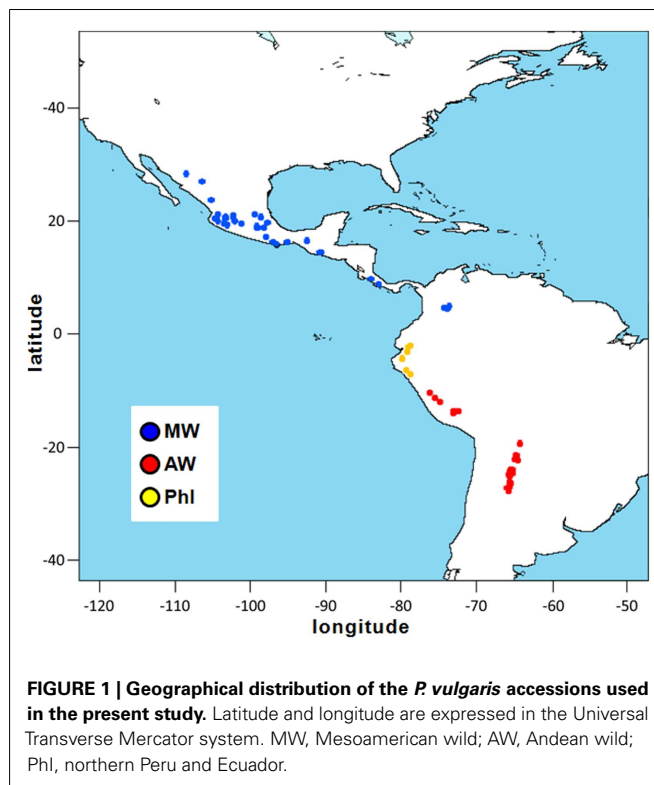 -40
20
0
-20
-40
latitude
MW
AW
Phl
-120
-110
-100
-90
-80
-70
-60
-50
longitude
FIGURE 1 | Geographical distribution of the P. vulgaris accessions used
in the present study. Latitude and longitude are expressed in the Universal
Transverse Mercator system. MW, Mesoamerican wild; AW, Andean wild;
PhI, northern Peru and Ecuador.